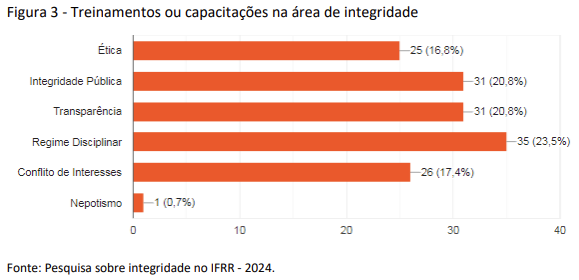 Figura 3 - Treinamentos ou capacitações na área de integridade
Ética 25 (16,8%)
Integridade Pública 31 (20,8%)
Transparência 31 (20,8%)
Regime Disciplinar 35 (23,5%)
Conflito de Interesses 26 (17,4%)
Nepotismo 1 (0,7%)
0 10 20 30 40
Fonte: Pesquisa sobre integridade no IFRR - 2024.